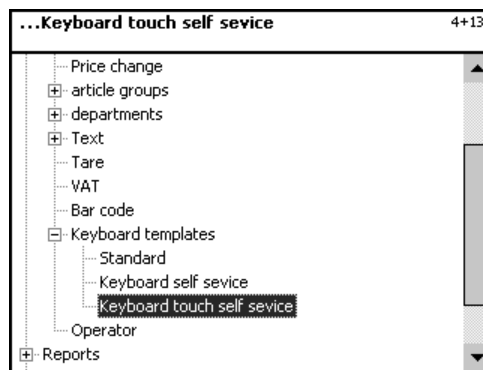 ...Keyboard touch self sevice 4+13
Price change
article groups
departments
Text
Tare
VAT
Bar code
Keyboard templates
Standard
Keyboard self sevice
Keyboard touch self sevice
Operator
Reports